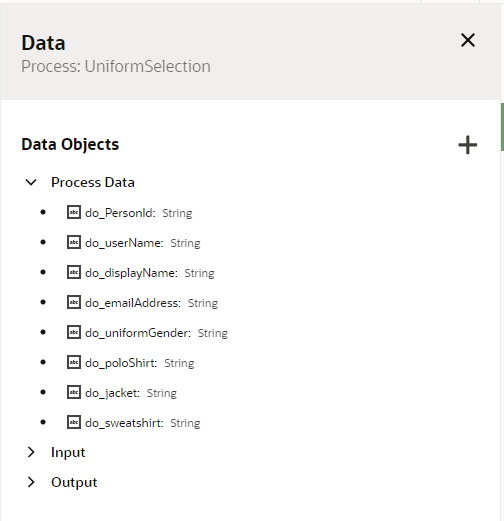 Data
Process: UniformSelection
Data Objects
Process Data
abc do_PersonId: String
abc do_userName: String
abc do_displayName: String
abc do_emailAddress: String
abc do_uniformGender: String
abc do_poloShirt: String
abc do_jacket: String
abc do_sweatshirt: String
Input
Output